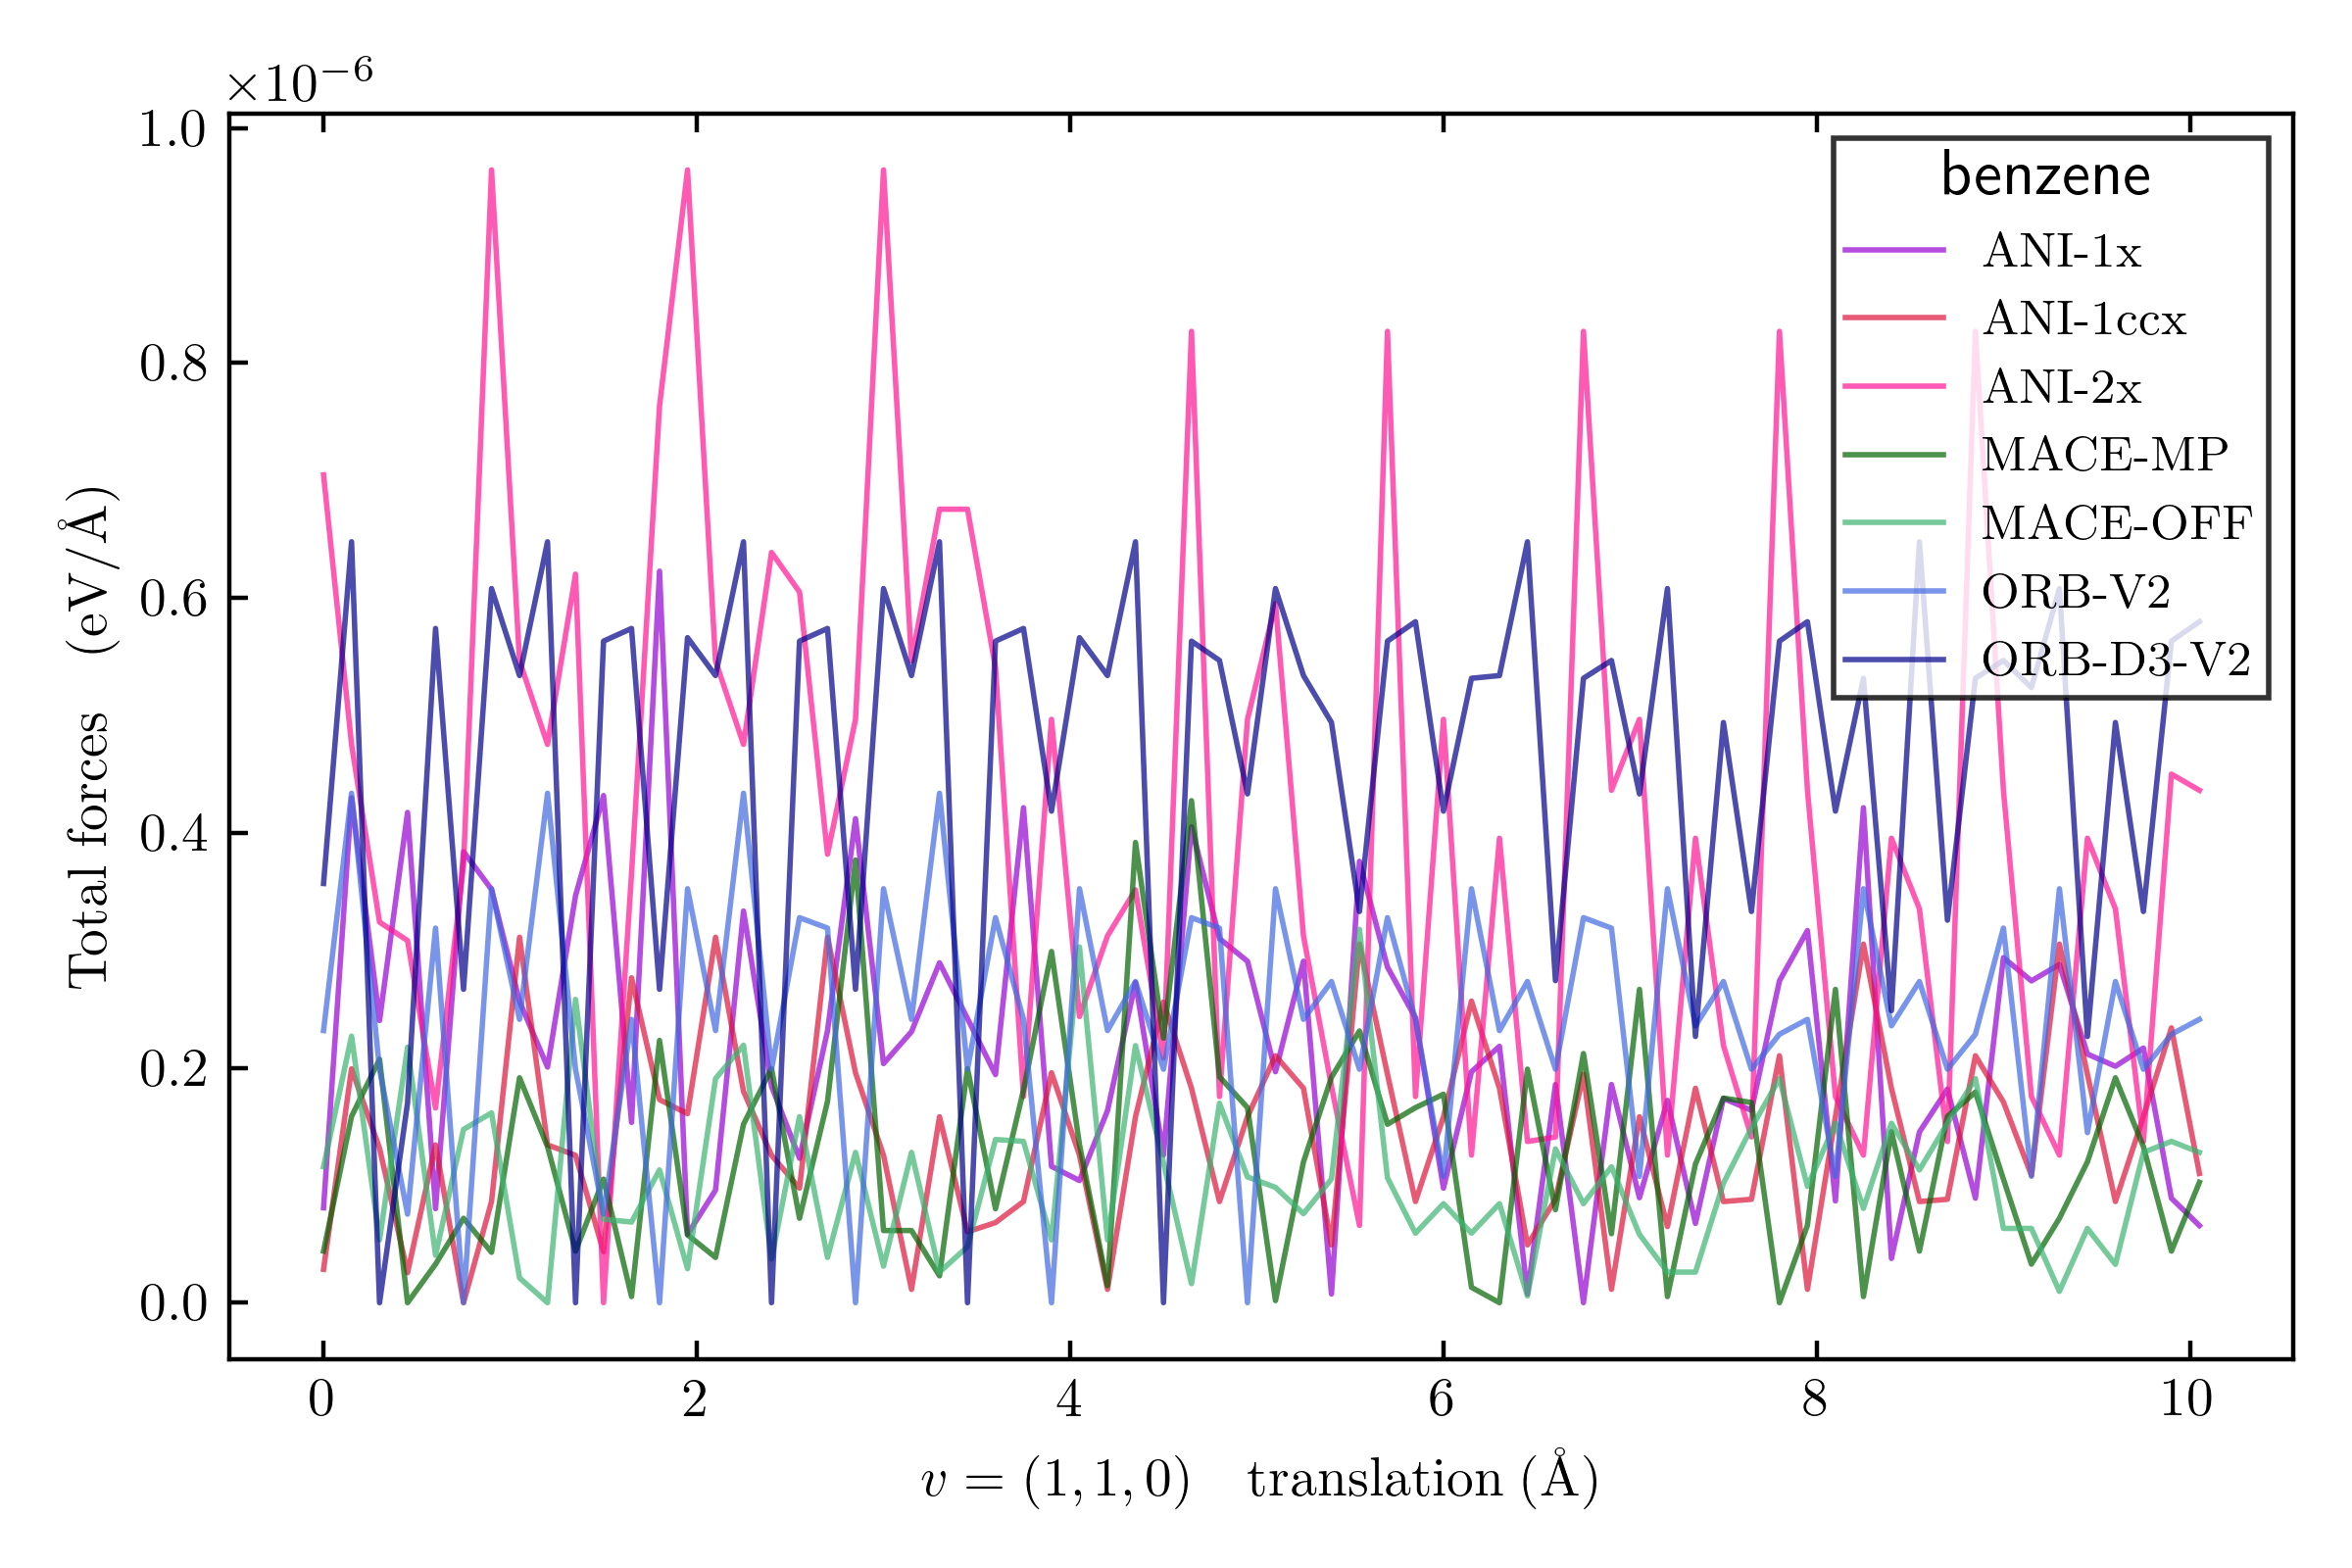 ×10⁻⁶
1.0
0.8
0.6
0.4
0.2
0.0
Total forces (eV/Å)
0 2 4 6 8 10
v = (1, 1, 0) translation (Å)
benzene
ANI-1x
ANI-1ccx
ANI-2x
MACE-MP
MACE-OFF
ORB-V2
ORB-D3-V2